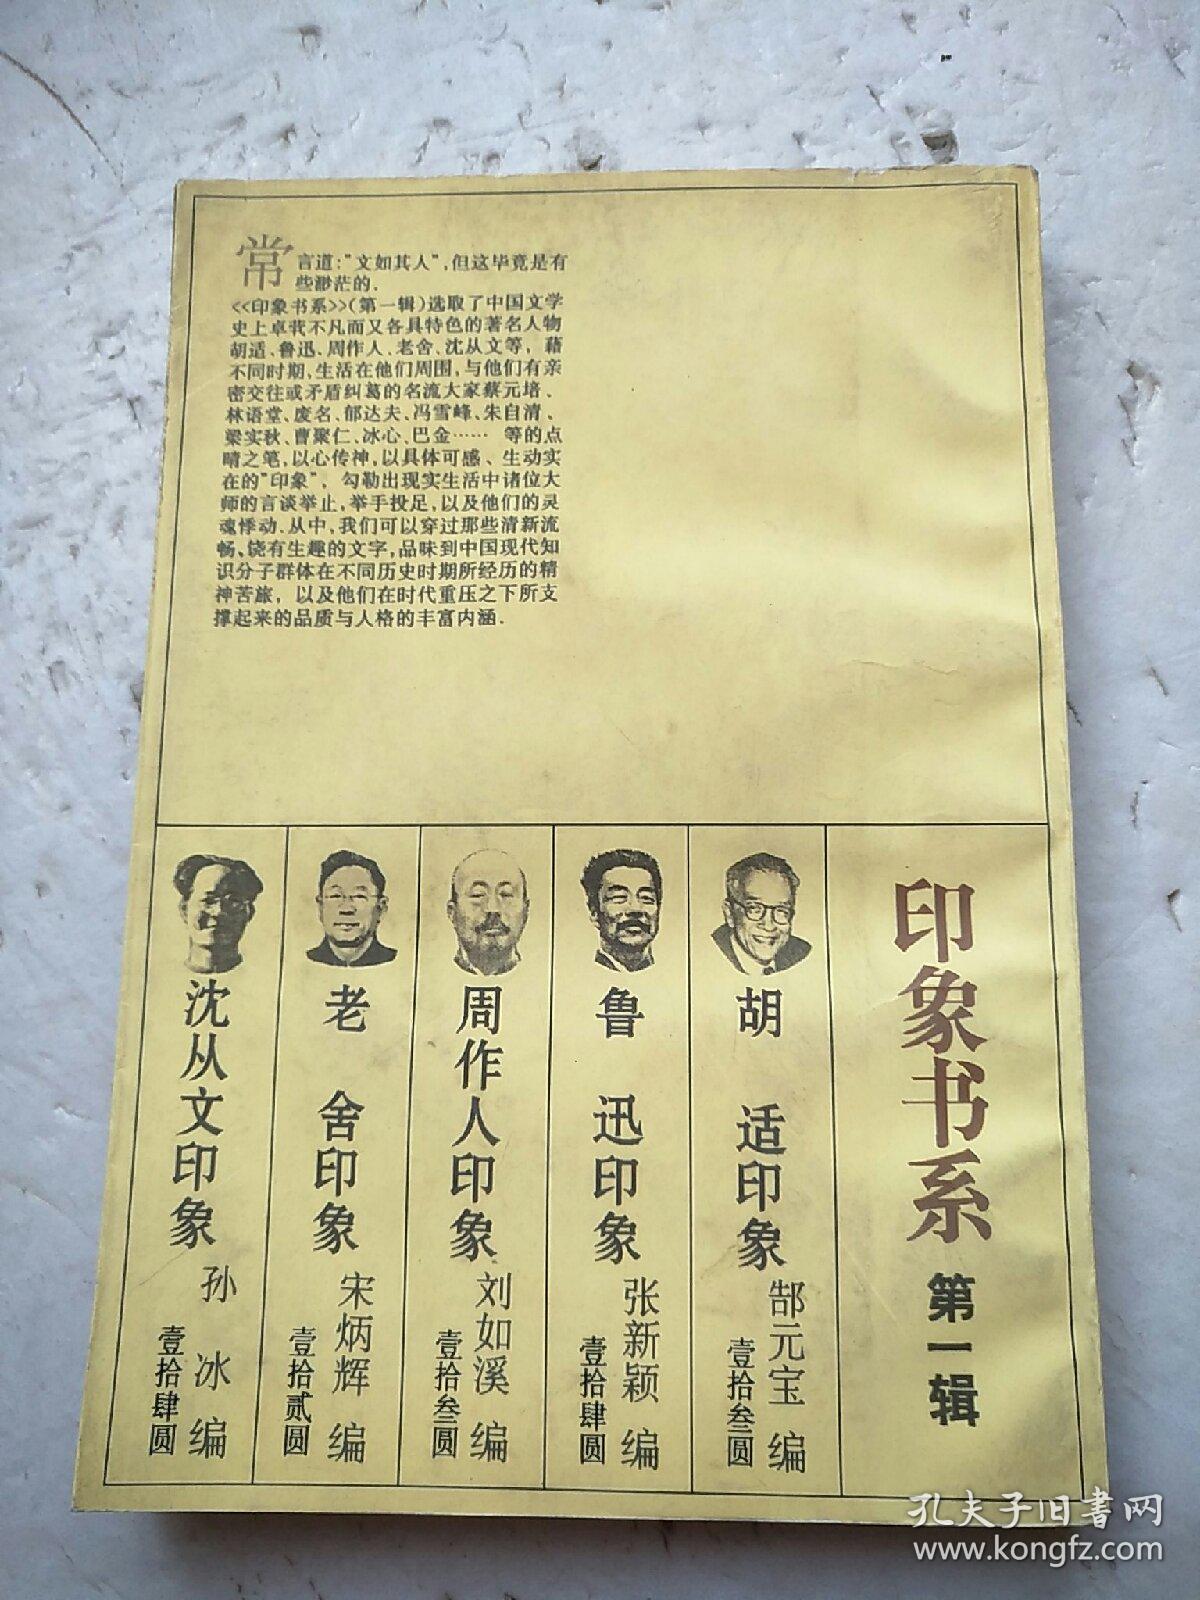 常言道:"文如其人",但这毕竟是有
些渺茫的.
<<印象书系>>(第一辑)选取了中国文学
史上卓莪不凡而又各具特色的著名人物
胡适、鲁迅、周作人、老舍、沈从文等，藉
不同时期,生活在他们周围,与他们有亲
密交往或矛盾纠葛的名流大家蔡元培、
林语堂、废名、郁达夫、冯雪峰、朱自清、
梁实秋、曹聚仁、冰心、巴金…… 等的点
睛之笔,以心传神,以具体可感、生动实
在的"印象"，勾勒出现实生活中诸位大
师的言谈举止,举手投足,以及他们的灵
魂悸动.从中,我们可以穿过那些清新流
畅、饶有生趣的文字,品味到中国现代知
识分子群体在不同历史时期所经历的精
神苦旅，以及他们在时代重压之下所支
撑起来的品质与人格的丰富内涵.
印象书系 第一辑
胡 适印象
郜元宝 编
壹拾叁圆
鲁 迅印象
张新颖 编
壹拾肆圆
周作人印象
刘如溪 编
壹拾叁圆
老 舍印象
宋炳辉 编
壹拾贰圆
沈从文印象
孙 冰 编
壹拾肆圆
孔夫子旧書网
www.kongfz.com